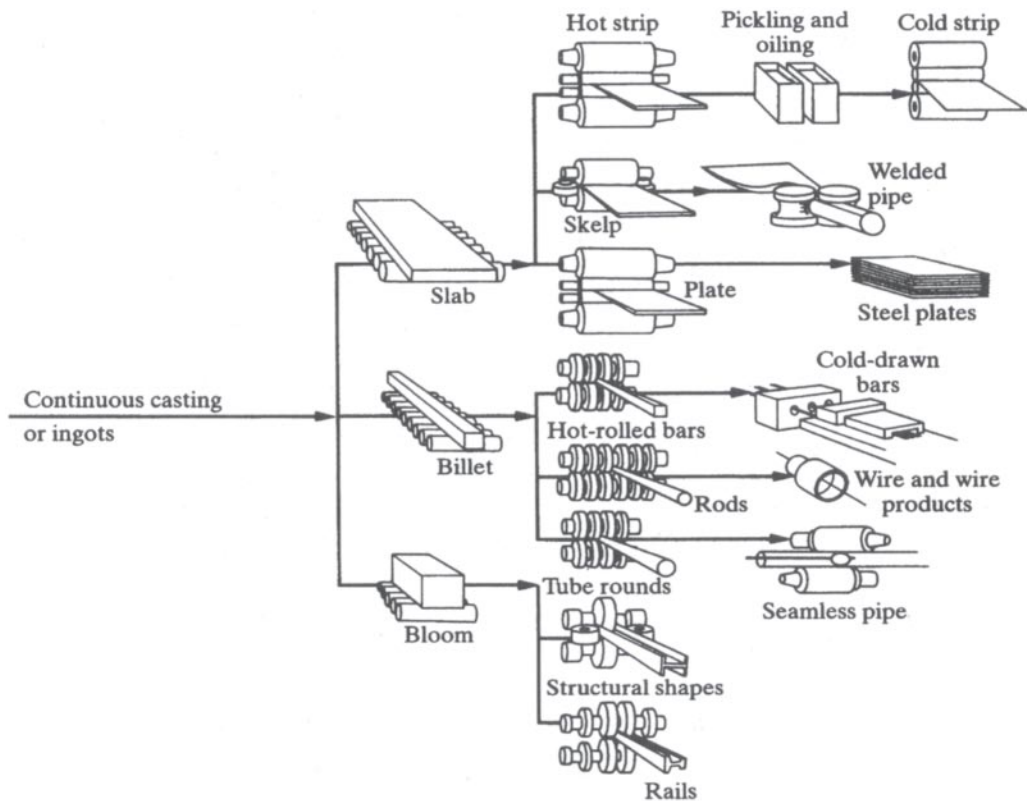 Hot strip
Pickling and
oiling
Cold strip
Skelp
Welded
pipe
Slab
Plate
Steel plates
Continuous casting
or ingots
Billet
Hot-rolled bars
Cold-drawn
bars
Rods
Wire and wire
products
Tube rounds
Seamless pipe
Bloom
Structural shapes
Rails